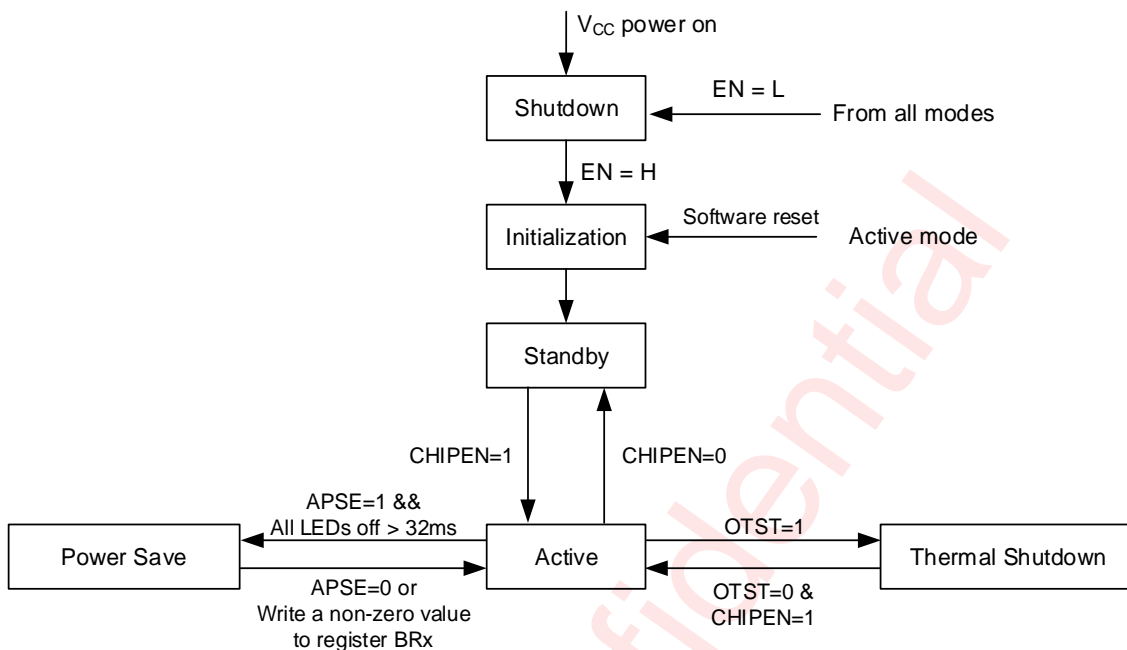 VCC power on
Shutdown
EN = L
From all modes
EN = H
Initialization
Software reset
Active mode
Standby
CHIPEN=1
CHIPEN=0
APSE=1 &&
All LEDs off > 32ms
OTST=1
Power Save
Active
Thermal Shutdown
APSE=0 or
Write a non-zero value
to register BRx
OTST=0 &
CHIPEN=1
fidential